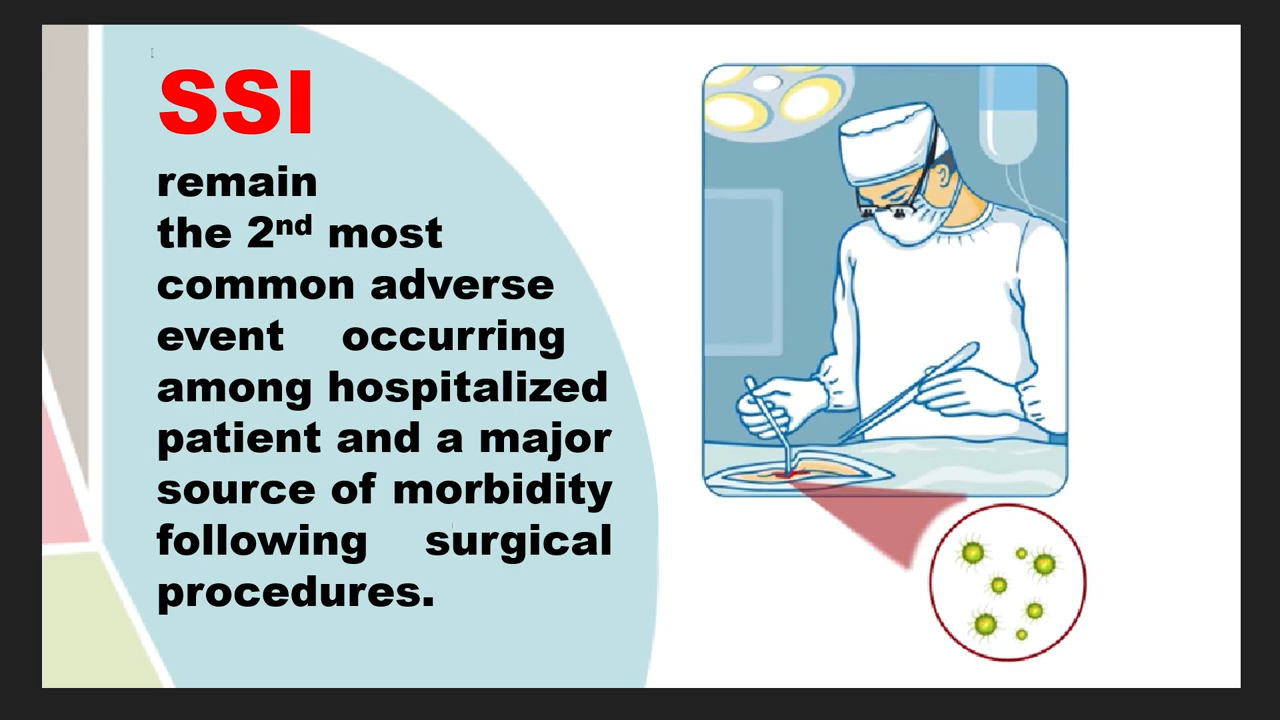 SSI
remain
the 2nd most
common adverse
event occurring
among hospitalized
patient and a major
source of morbidity
following surgical
procedures.